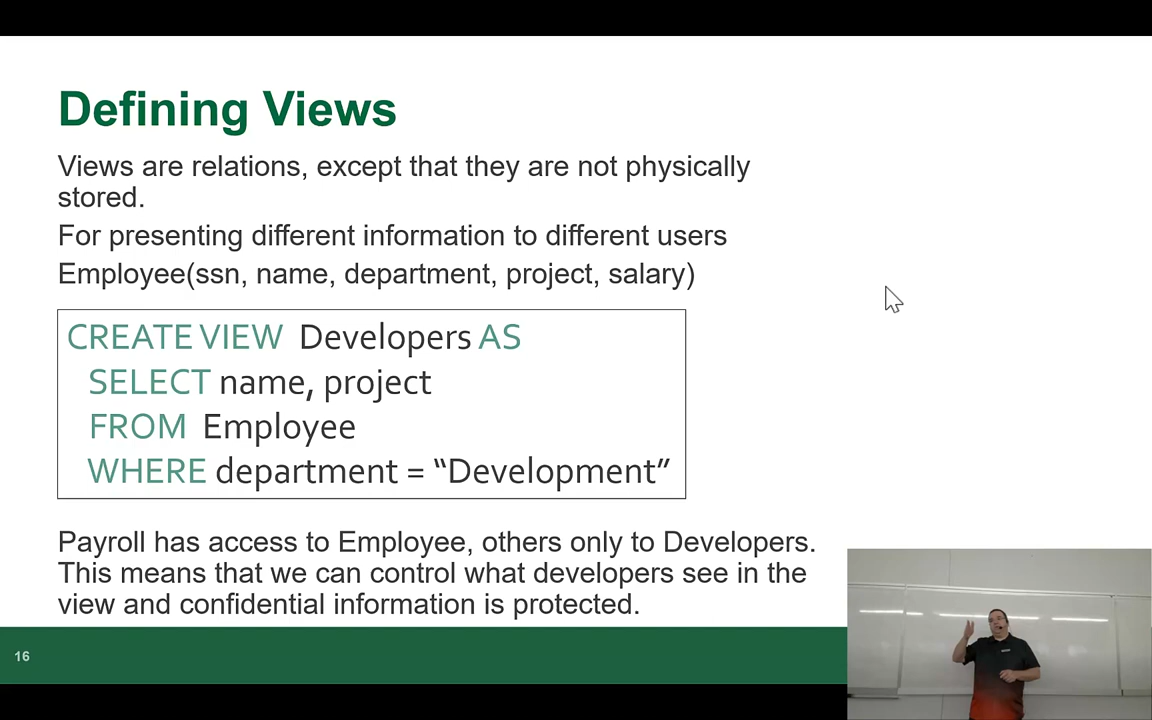 Defining Views
Views are relations, except that they are not physically
stored.
For presenting different information to different users
Employee(ssn, name, department, project, salary)
CREATE VIEW Developers AS
SELECT name, project
FROM Employee
WHERE department = “Development”
Payroll has access to Employee, others only to Developers.
This means that we can control what developers see in the
view and confidential information is protected.
16